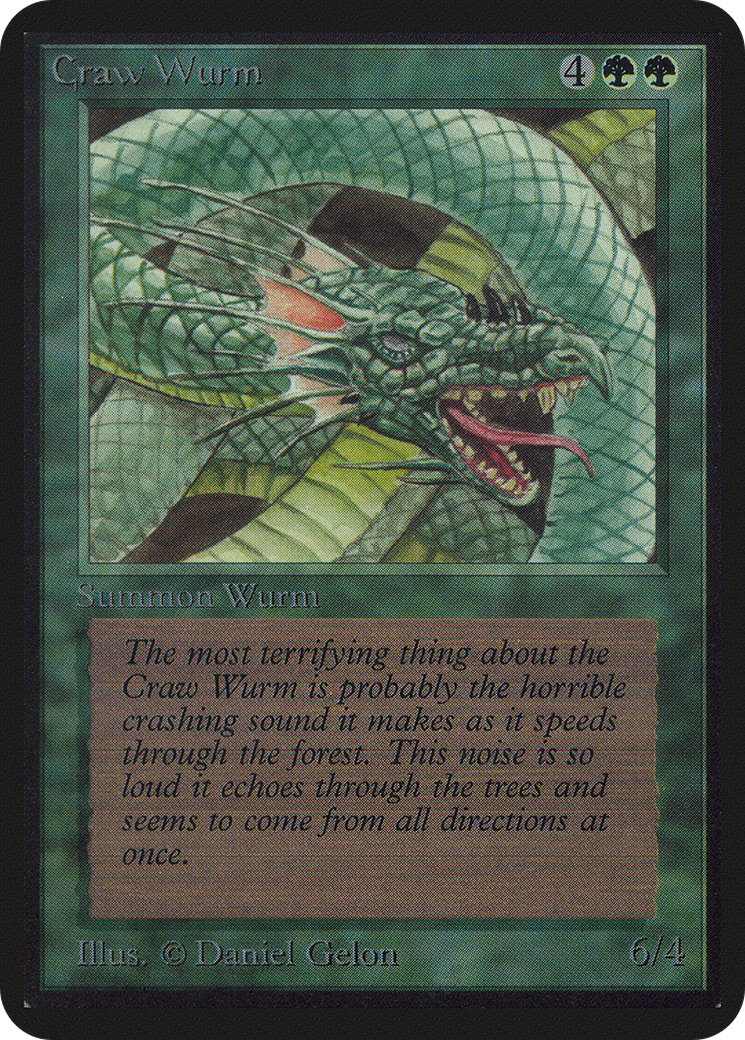 Craw Wurm 4
Summon Wurm
The most terrifying thing about the
Craw Wurm is probably the horrible
crashing sound it makes as it speeds
through the forest. This noise is so
loud it echoes through the trees and
seems to come from all directions at
once.
Illus. © Daniel Gelon 6/4